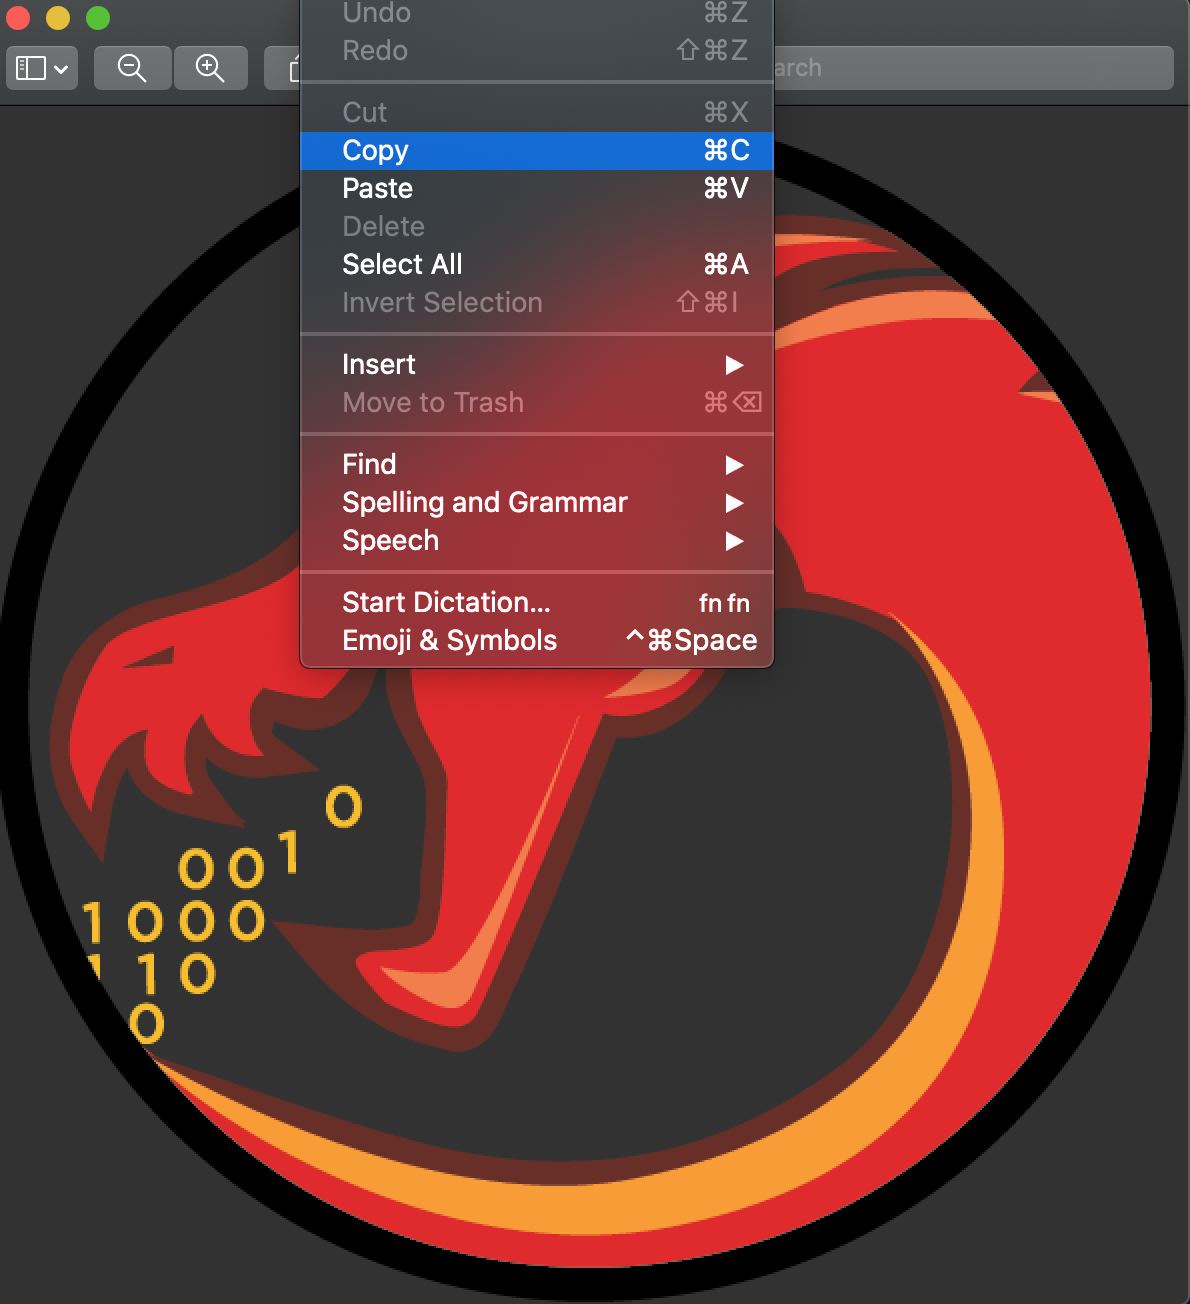 Undo ⌘Z
Redo ⇧⌘Z
arch
Cut ⌘X
Copy ⌘C
Paste ⌘V
Delete
Select All ⌘A
Invert Selection ⇧⌘I
Insert ▶
Move to Trash ⌘⌫
Find ▶
Spelling and Grammar ▶
Speech ▶
Start Dictation... fn fn
Emoji & Symbols ^⌘Space
0
0 0 1
1 0 0 0
1 1 0
0